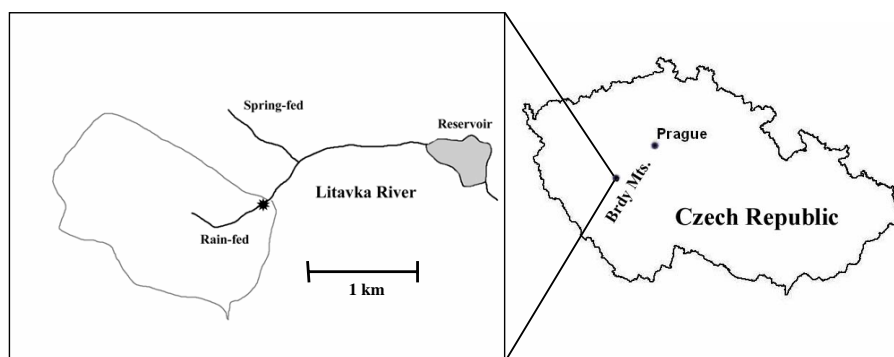 Spring-fed
Reservoir
Litavka River
Rain-fed
1 km
Prague
Brdy Mts.
Czech Republic